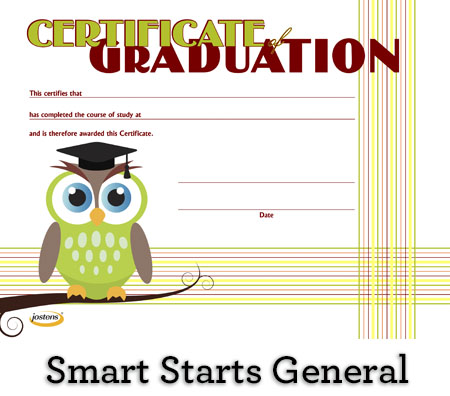 CERTIFICATE of
GRADUATION
This certifies that
has completed the course of study at
and is therefore awarded this Certificate.
Date
jostens
Smart Starts General